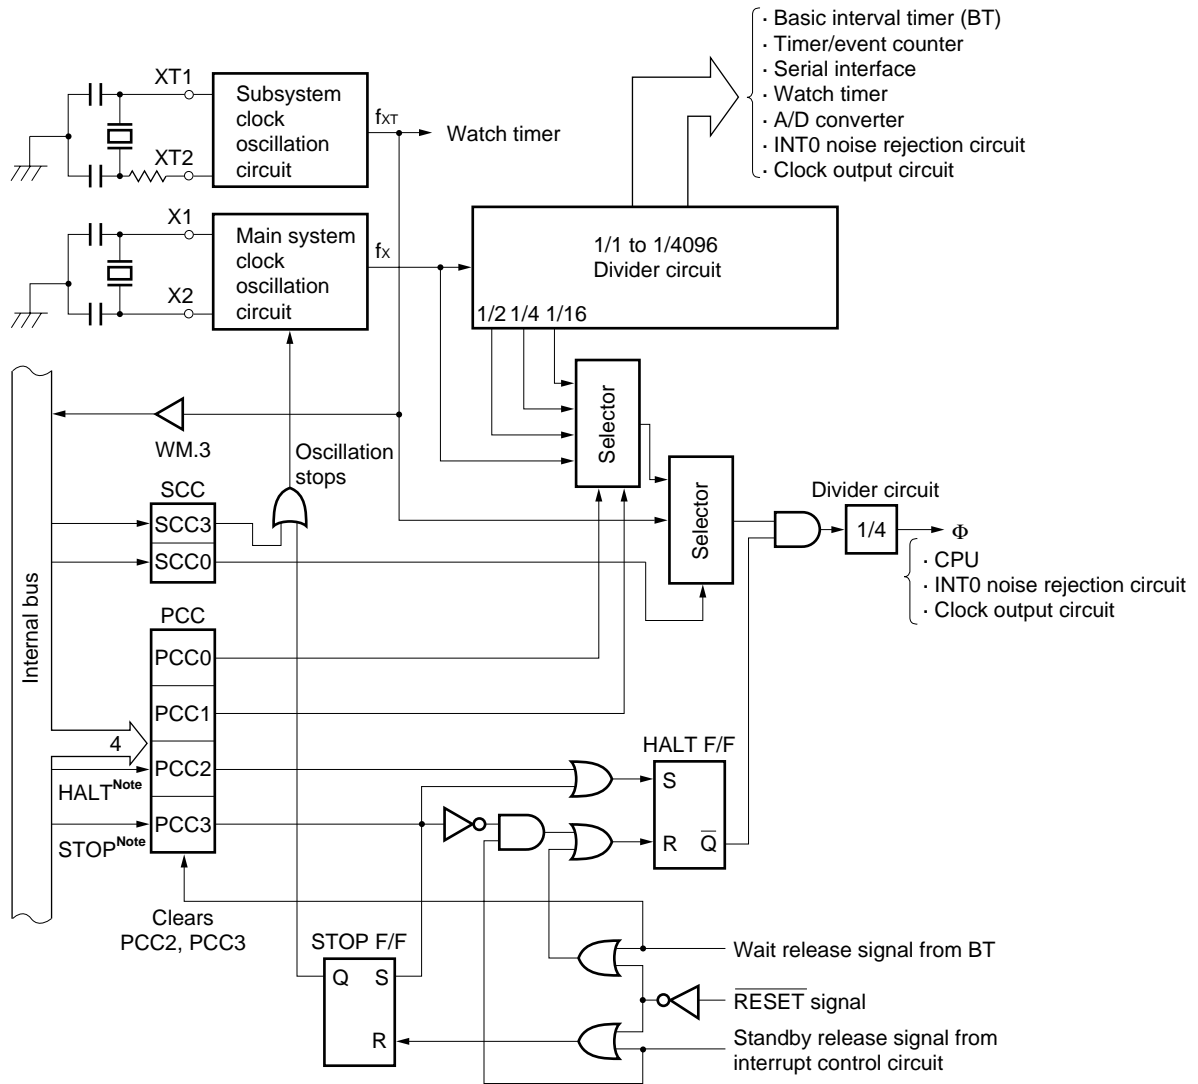 · Basic interval timer (BT)
· Timer/event counter
· Serial interface
· Watch timer
· A/D converter
· INT0 noise rejection circuit
· Clock output circuit
XT1
XT2
Subsystem
clock
oscillation
circuit
fXT
Watch timer
X1
X2
Main system
clock
oscillation
circuit
fX
1/1 to 1/4096
Divider circuit
1/2 1/4 1/16
Selector
WM.3
Oscillation
stops
SCC
SCC3
SCC0
Selector
Divider circuit
1/4
Φ
· CPU
· INT0 noise rejection circuit
· Clock output circuit
Internal bus
PCC
PCC0
PCC1
4
PCC2
HALT Note
PCC3
STOP Note
HALT F/F
S
R Q̅
Clears
PCC2, PCC3
STOP F/F
Q S
R
Wait release signal from BT
R̅E̅S̅E̅T̅ signal
Standby release signal from
interrupt control circuit